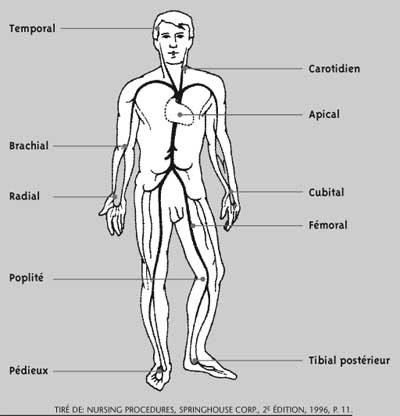 Temporal
Carotidien
Apical
Brachial
Radial
Cubital
Fémoral
Poplité
Tibial postérieur
Pédieux
TIRÉ DE: NURSING PROCEDURES, SPRINGHOUSE CORP., 2E ÉDITION, 1996, P. 11.